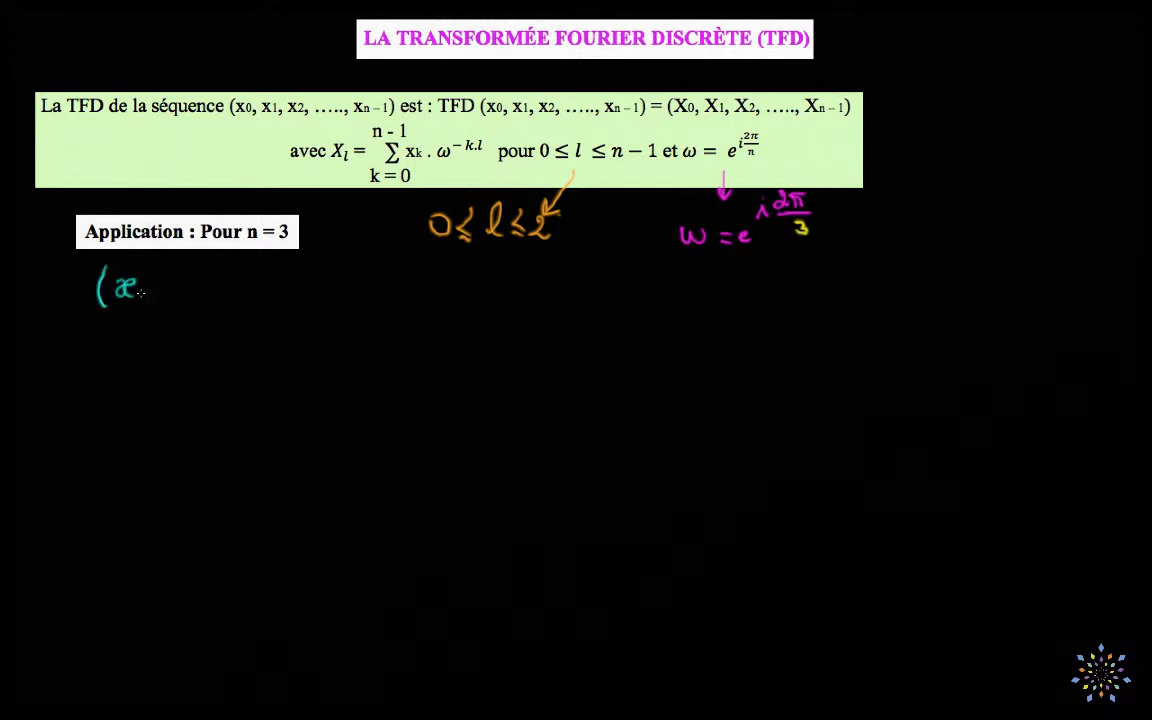 LA TRANSFORMÉE FOURIER DISCRÈTE (TFD)
La TFD de la séquence (x₀, x₁, x₂, ….., xₙ₋₁) est : TFD (x₀, x₁, x₂, ….., xₙ₋₁) = (X₀, X₁, X₂, ….., Xₙ₋₁)
n - 1
avec Xₗ = ∑ xₖ . ω^(−k.l) pour 0 ≤ l ≤ n − 1 et ω = e^(i2π/n)
k = 0
0 ≤ l ≤ 2
w = e^(i2π/3)
Application : Pour n = 3
(x